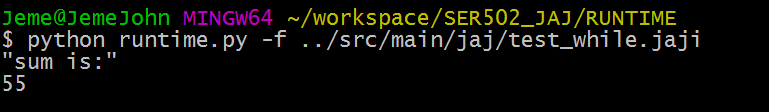 Jeme@JemeJohn MINGW64 ~/workspace/SER502_JAJ/RUNTIME
$ python runtime.py -f ../src/main/jaj/test_while.jaji
"sum is:"
55